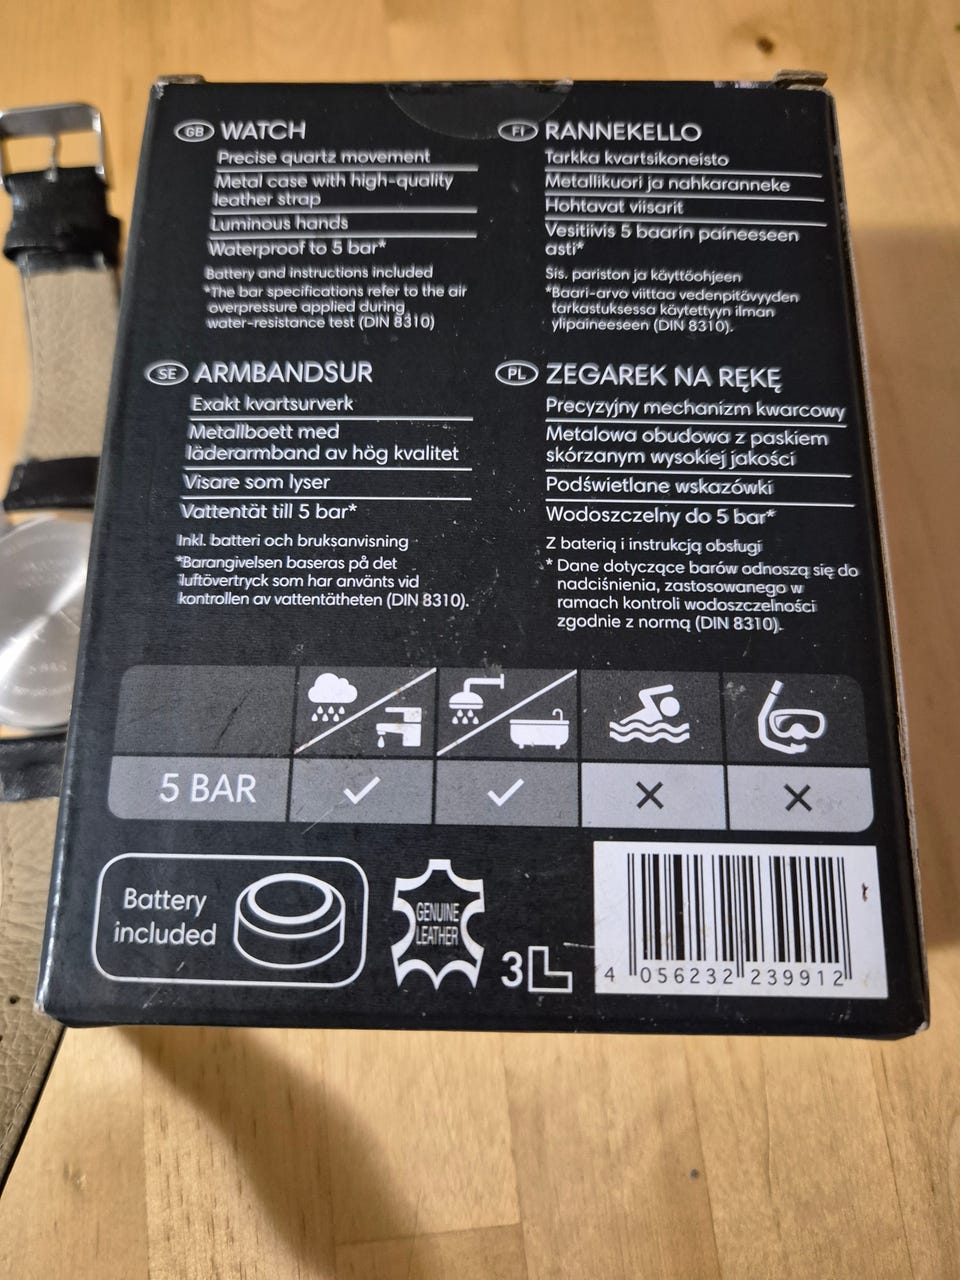 GB WATCH
Precise quartz movement
Metal case with high-quality
leather strap
Luminous hands
Waterproof to 5 bar*
Battery and instructions included
*The bar specifications refer to the air
overpressure applied during
water-resistance test (DIN 8310)
FI RANNEKELLO
Tarkka kvartsikoneisto
Metallikuori ja nahkaranneke
Hohtavat viisarit
Vesitiivis 5 baarin paineeseen
asti*
Sis. pariston ja käyttöohjeen
*Baari-arvo viittaa vedenpitävyyden
tarkastuksessa käytettyyn ilman
ylipaineeseen (DIN 8310).
SE ARMBANDSUR
Exakt kvartsurverk
Metallboett med
läderarmband av hög kvalitet
Visare som lyser
Vattentät till 5 bar*
Inkl. batteri och bruksanvisning
*Barangivelsen baseras på det
luftövertryck som har använts vid
kontrollen av vattentätheten (DIN 8310).
PL ZEGAREK NA RĘKĘ
Precyzyjny mechanizm kwarcowy
Metalowa obudowa z paskiem
skórzanym wysokiej jakości
Podświetlane wskazówki
Wodoszczelny do 5 bar*
Z baterią i instrukcją obsługi
* Dane dotyczące barów odnoszą się do
nadciśnienia, zastosowanego w
ramach kontroli wodoszczelności
zgodnie z normą (DIN 8310).
5 BAR
Battery
included
GENUINE
LEATHER
3L
4 056232 239912